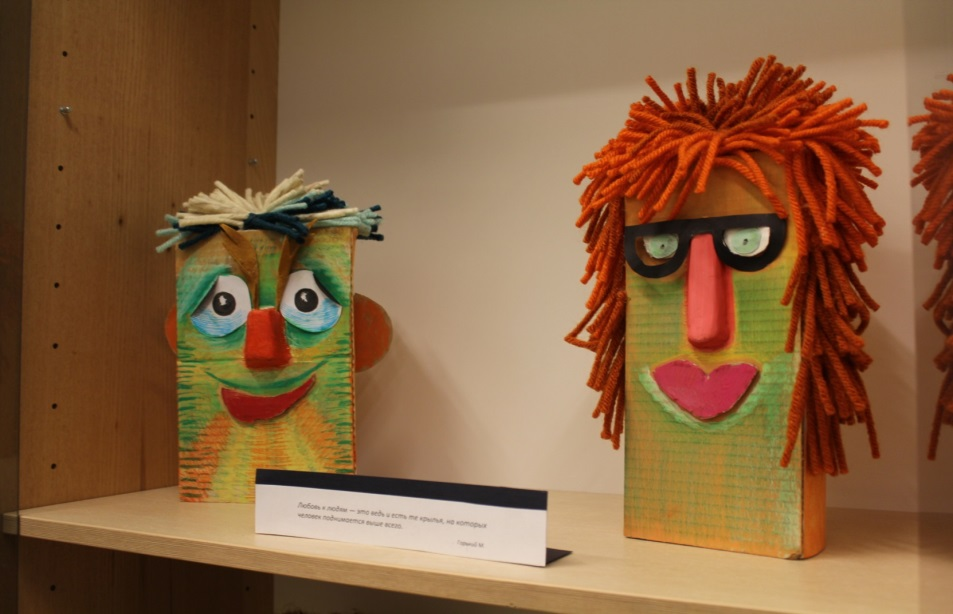 Любовь к людям — это ведь и есть те крылья, на которых
человек поднимается выше всего.
Горький М